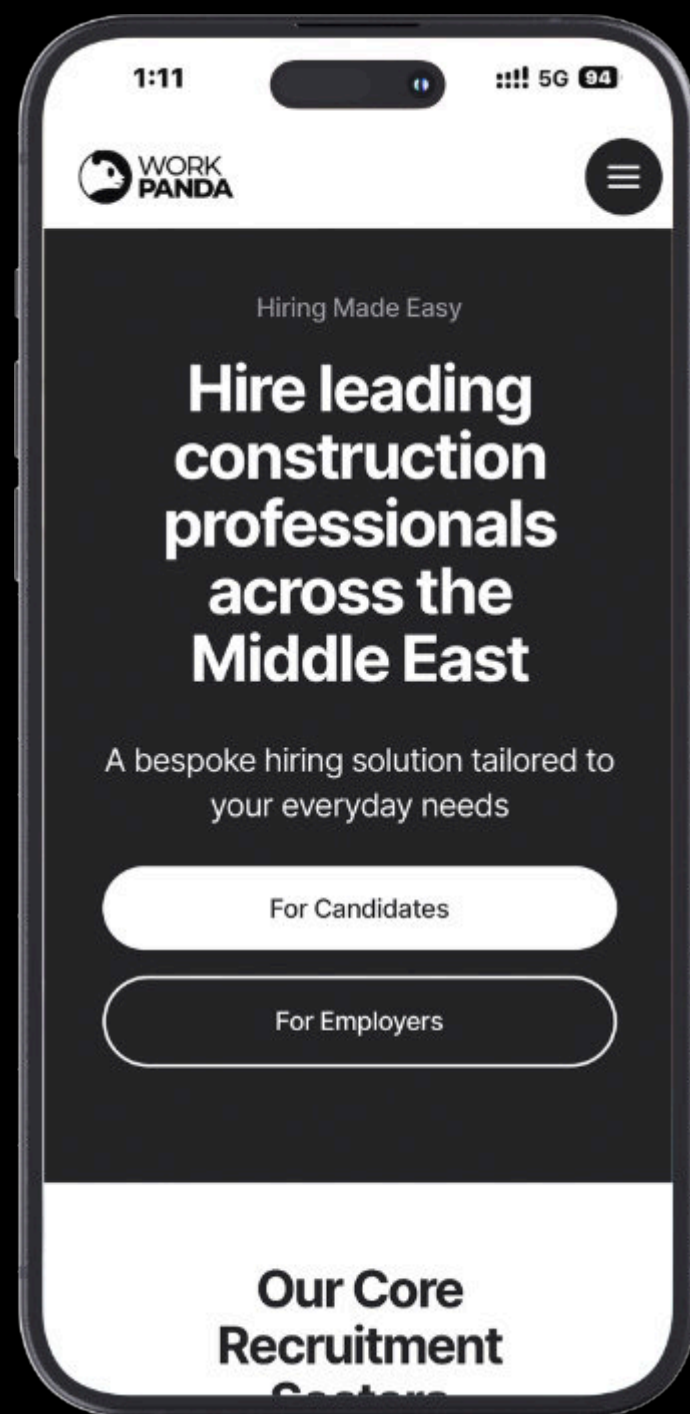 1:11
5G 94
WORK
PANDA
Hiring Made Easy
Hire leading
construction
professionals
across the
Middle East
A bespoke hiring solution tailored to
your everyday needs
For Candidates
For Employers
Our Core
Recruitment
Sectors